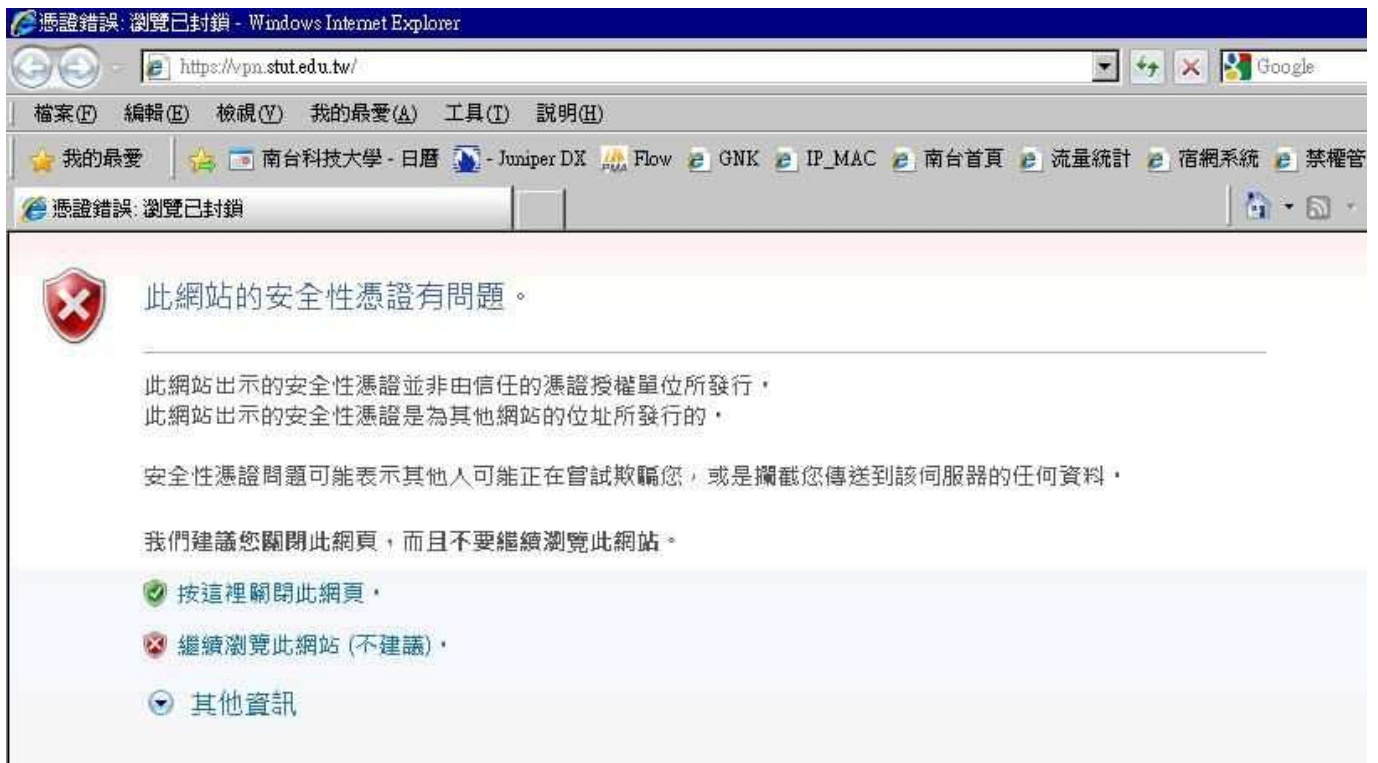 憑證錯誤: 瀏覽已封鎖 - Windows Internet Explorer
https://vpn.stut.edu.tw/
Google
檔案(F) 編輯(E) 檢視(V) 我的最愛(A) 工具(T) 說明(H)
我的最愛 南台科技大學 - 日曆 - Juniper DX Flow GNK IP_MAC 南台首頁 流量統計 宿網系統 禁權管
憑證錯誤: 瀏覽已封鎖
此網站的安全性憑證有問題。
此網站出示的安全性憑證並非由信任的憑證授權單位所發行。
此網站出示的安全性憑證是為其他網站的位址所發行的。
安全性憑證問題可能表示其他人可能正在嘗試欺騙您，或是攔截您傳送到該伺服器的任何資料。
我們建議您關閉此網頁，而且不要繼續瀏覽此網站。
按這裡關閉此網頁。
繼續瀏覽此網站 (不建議)。
其他資訊